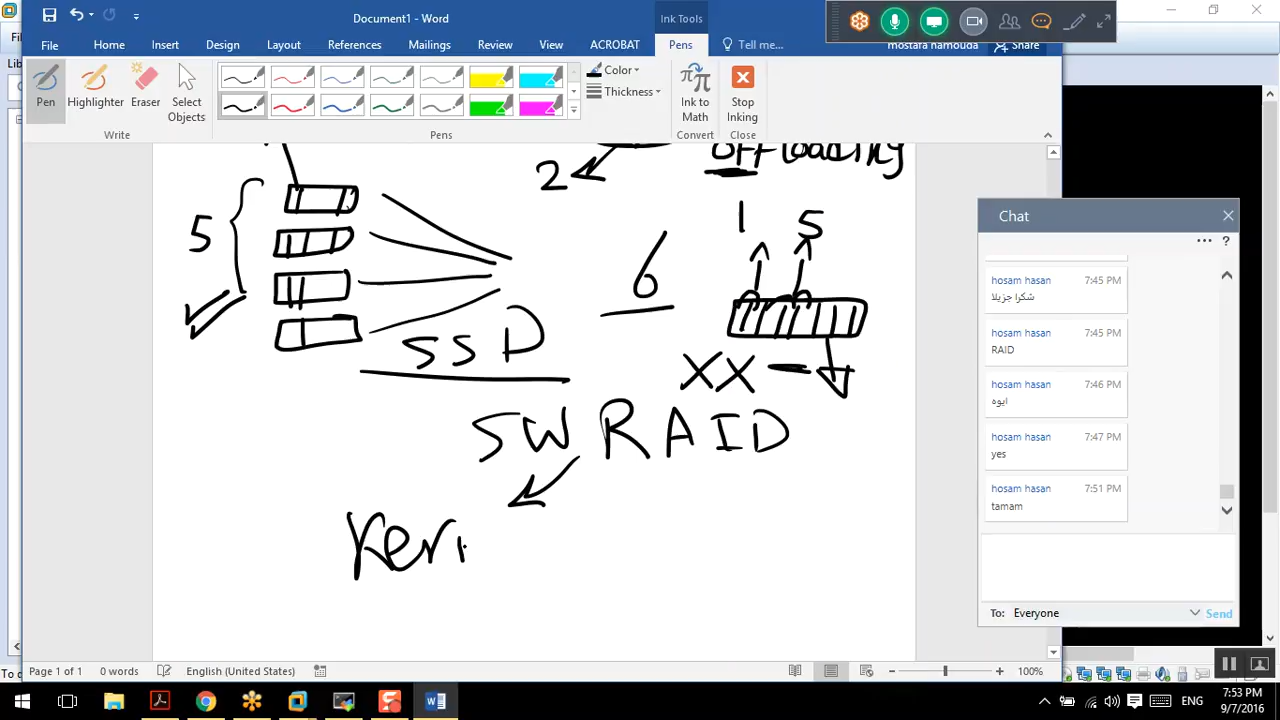 Document1 - Word
Ink Tools
File
Home
Insert
Design
Layout
References
Mailings
Review
View
ACROBAT
Pens
Tell me...
mostafa hamouda
Share
Pen
Highlighter
Eraser
Select Objects
Color
Thickness
Ink to Math
Stop Inking
Write
Pens
Convert
Close
offloading
2
5
6
1 5
SSD
XX
SW RAID
Kern
Chat
?
hosam hasan 7:45 PM
شكرا جزيلا
hosam hasan 7:45 PM
RAID
hosam hasan 7:46 PM
ايوه
hosam hasan 7:47 PM
yes
hosam hasan 7:51 PM
tamam
To: Everyone
Send
Page 1 of 1
0 words
English (United States)
100%
ENG
7:53 PM
9/7/2016